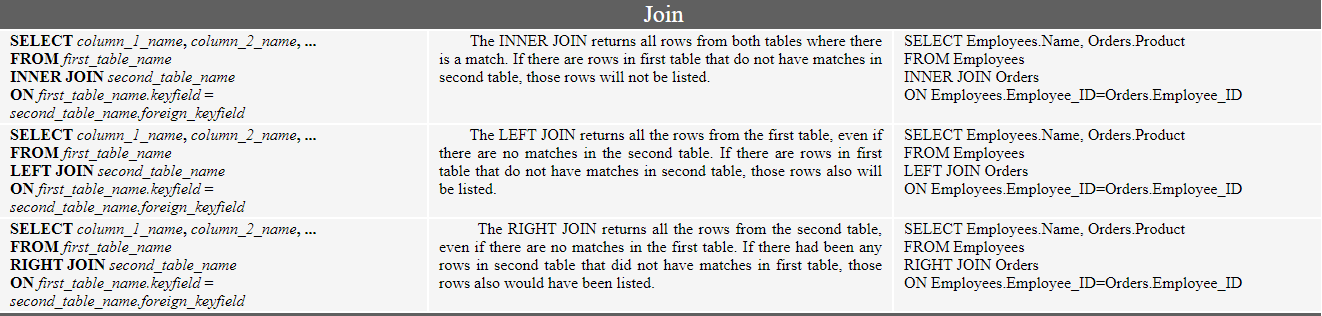 Join
SELECT column_1_name, column_2_name, ...
FROM first_table_name
INNER JOIN second_table_name
ON first_table_name.keyfield =
second_table_name.foreign_keyfield
The INNER JOIN returns all rows from both tables where there
is a match. If there are rows in first table that do not have matches in
second table, those rows will not be listed.
SELECT Employees.Name, Orders.Product
FROM Employees
INNER JOIN Orders
ON Employees.Employee_ID=Orders.Employee_ID
SELECT column_1_name, column_2_name, ...
FROM first_table_name
LEFT JOIN second_table_name
ON first_table_name.keyfield =
second_table_name.foreign_keyfield
The LEFT JOIN returns all the rows from the first table, even if
there are no matches in the second table. If there are rows in first
table that do not have matches in second table, those rows also will
be listed.
SELECT Employees.Name, Orders.Product
FROM Employees
LEFT JOIN Orders
ON Employees.Employee_ID=Orders.Employee_ID
SELECT column_1_name, column_2_name, ...
FROM first_table_name
RIGHT JOIN second_table_name
ON first_table_name.keyfield =
second_table_name.foreign_keyfield
The RIGHT JOIN returns all the rows from the second table,
even if there are no matches in the first table. If there had been any
rows in second table that did not have matches in first table, those
rows also would have been listed.
SELECT Employees.Name, Orders.Product
FROM Employees
RIGHT JOIN Orders
ON Employees.Employee_ID=Orders.Employee_ID